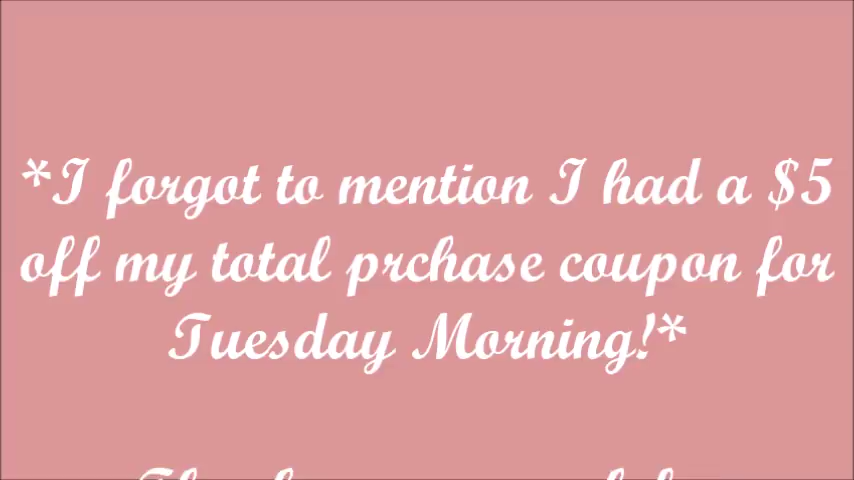 *I forgot to mention I had a $5
off my total prchase coupon for
Tuesday Morning!*